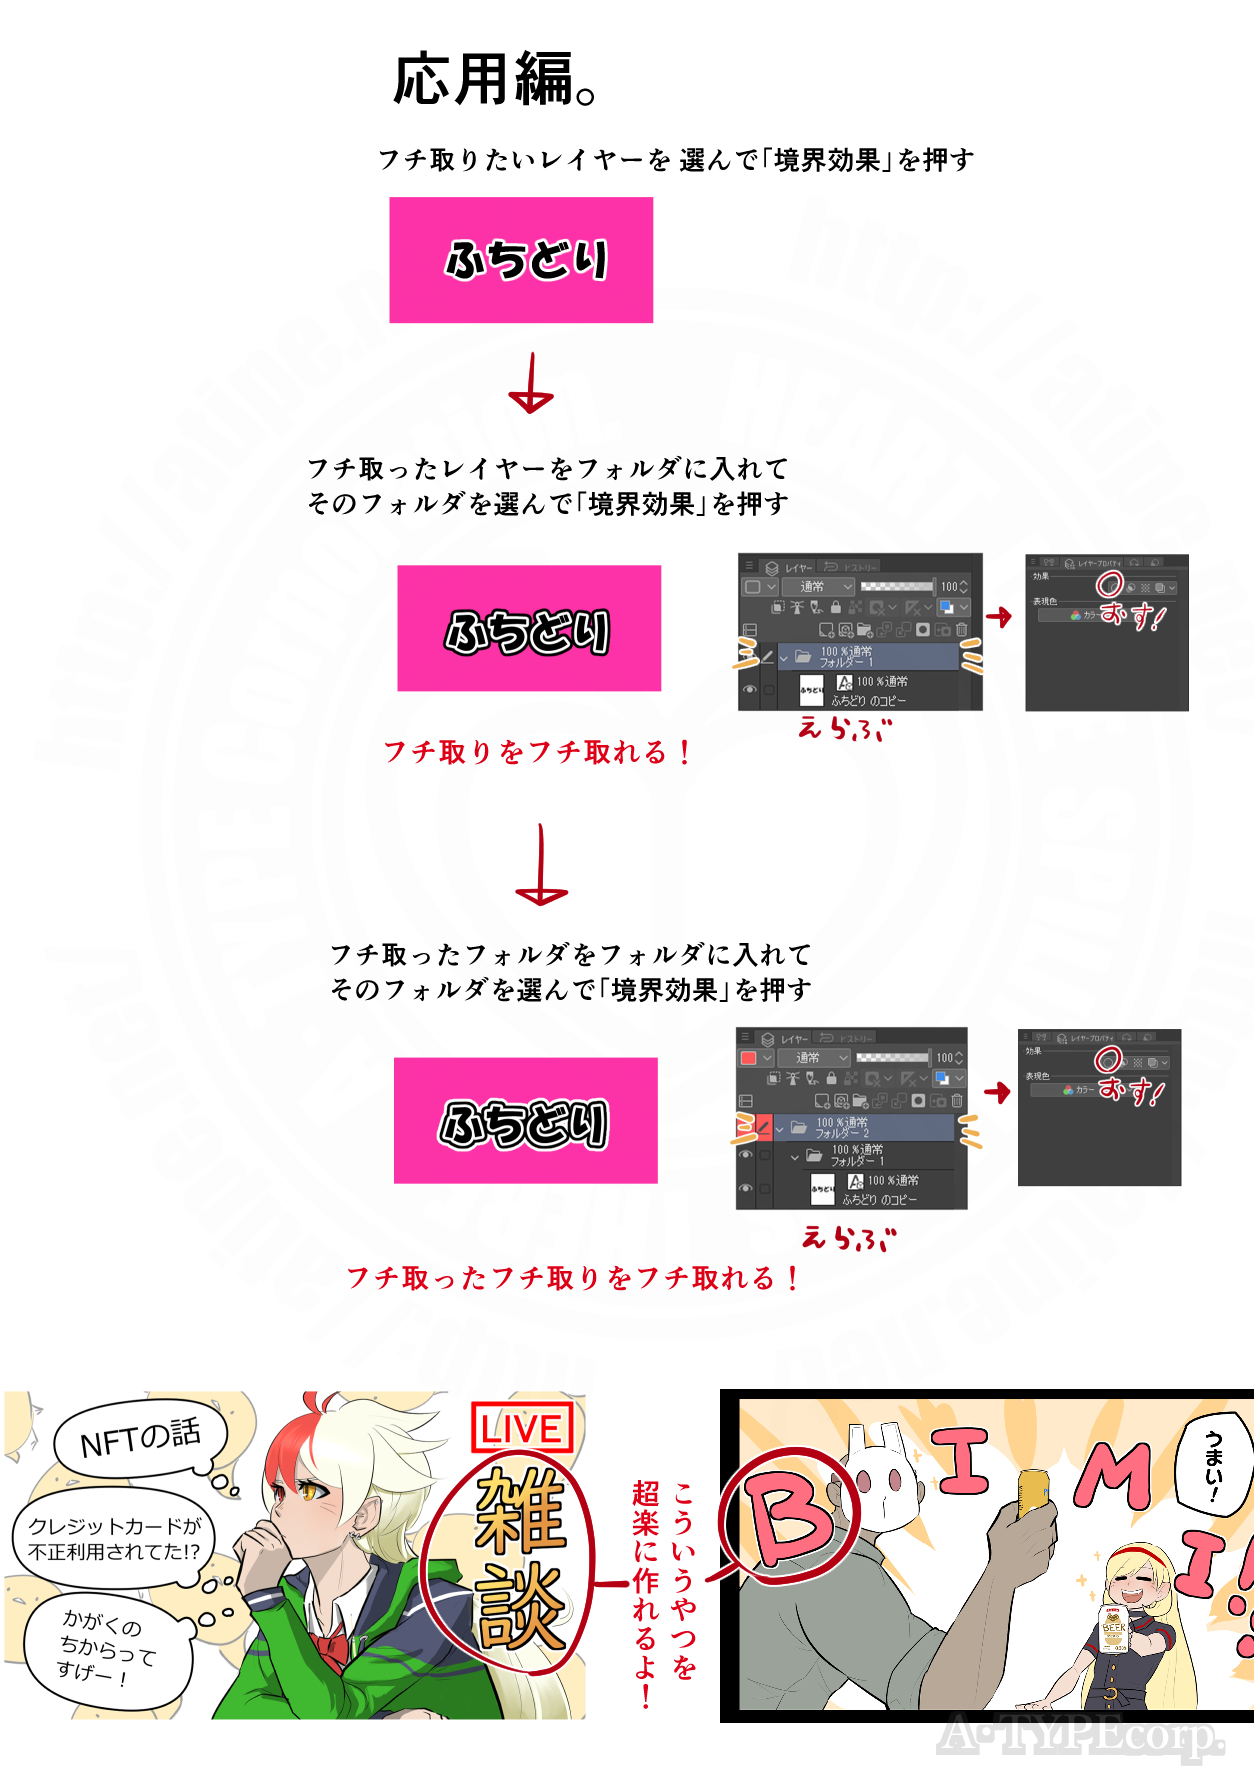 応用編。
フチ取りたいレイヤーを 選んで「境界効果」を押す
ふちどり
フチ取ったレイヤーをフォルダに入れて
そのフォルダを選んで「境界効果」を押す
ふちどり
フチ取りをフチ取れる！
レイヤー
ヒストリー
通常
100
100 %通常
フォルダー 1
ふちどり
100 %通常
ふちどり のコピー
えらぶ
レイヤープロパティ
効果
表現色
カラー
おす!
フチ取ったフォルダをフォルダに入れて
そのフォルダを選んで「境界効果」を押す
ふちどり
フチ取ったフチ取りをフチ取れる！
レイヤー
ヒストリー
通常
100
100 %通常
フォルダー 2
100 %通常
フォルダー 1
ふちどり
100 %通常
ふちどり のコピー
えらぶ
レイヤープロパティ
効果
表現色
カラー
おす!
NFTの話
クレジットカードが
不正利用されてた!?
かがくの
ちからって
すげー！
LIVE
雑談
こういうやつを
超楽に作れるよ！
BIMI!
うまい！
BEER
A・TYPEcorp.